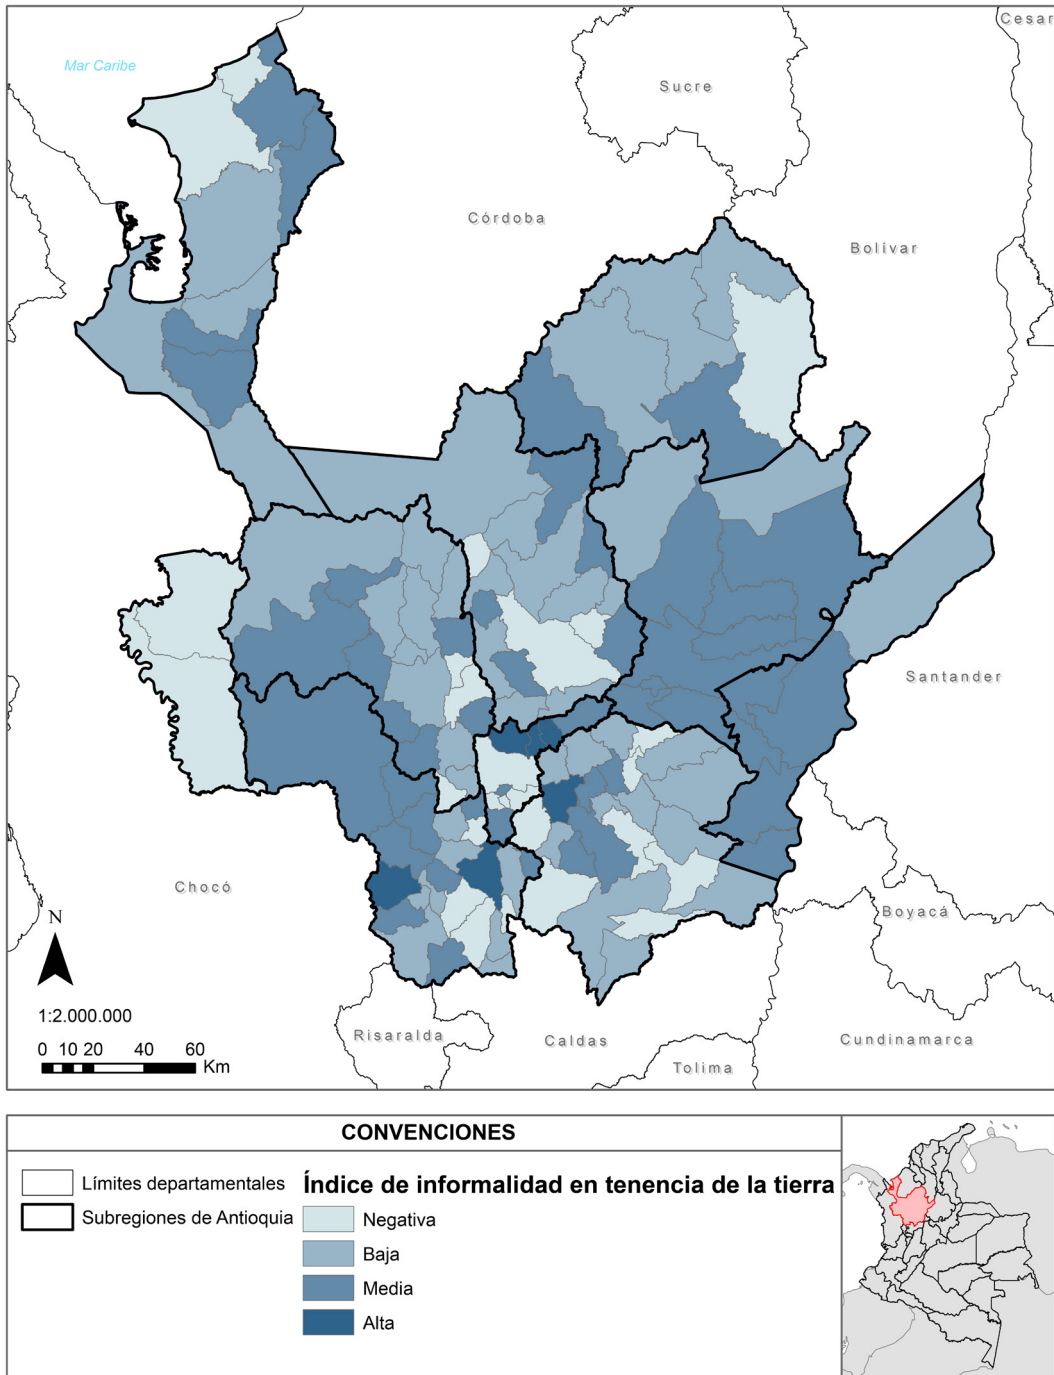 Cesar
Mar Caribe
Sucre
Córdoba
Bolívar
Santander
Chocó
Boyacá
N
1:2.000.000
Risaralda
Caldas
Cundinamarca
Tolima
0 10 20 40 60
Km
CONVENCIONES
Límites departamentales
Subregiones de Antioquia
Índice de informalidad en tenencia de la tierra
Negativa
Baja
Media
Alta